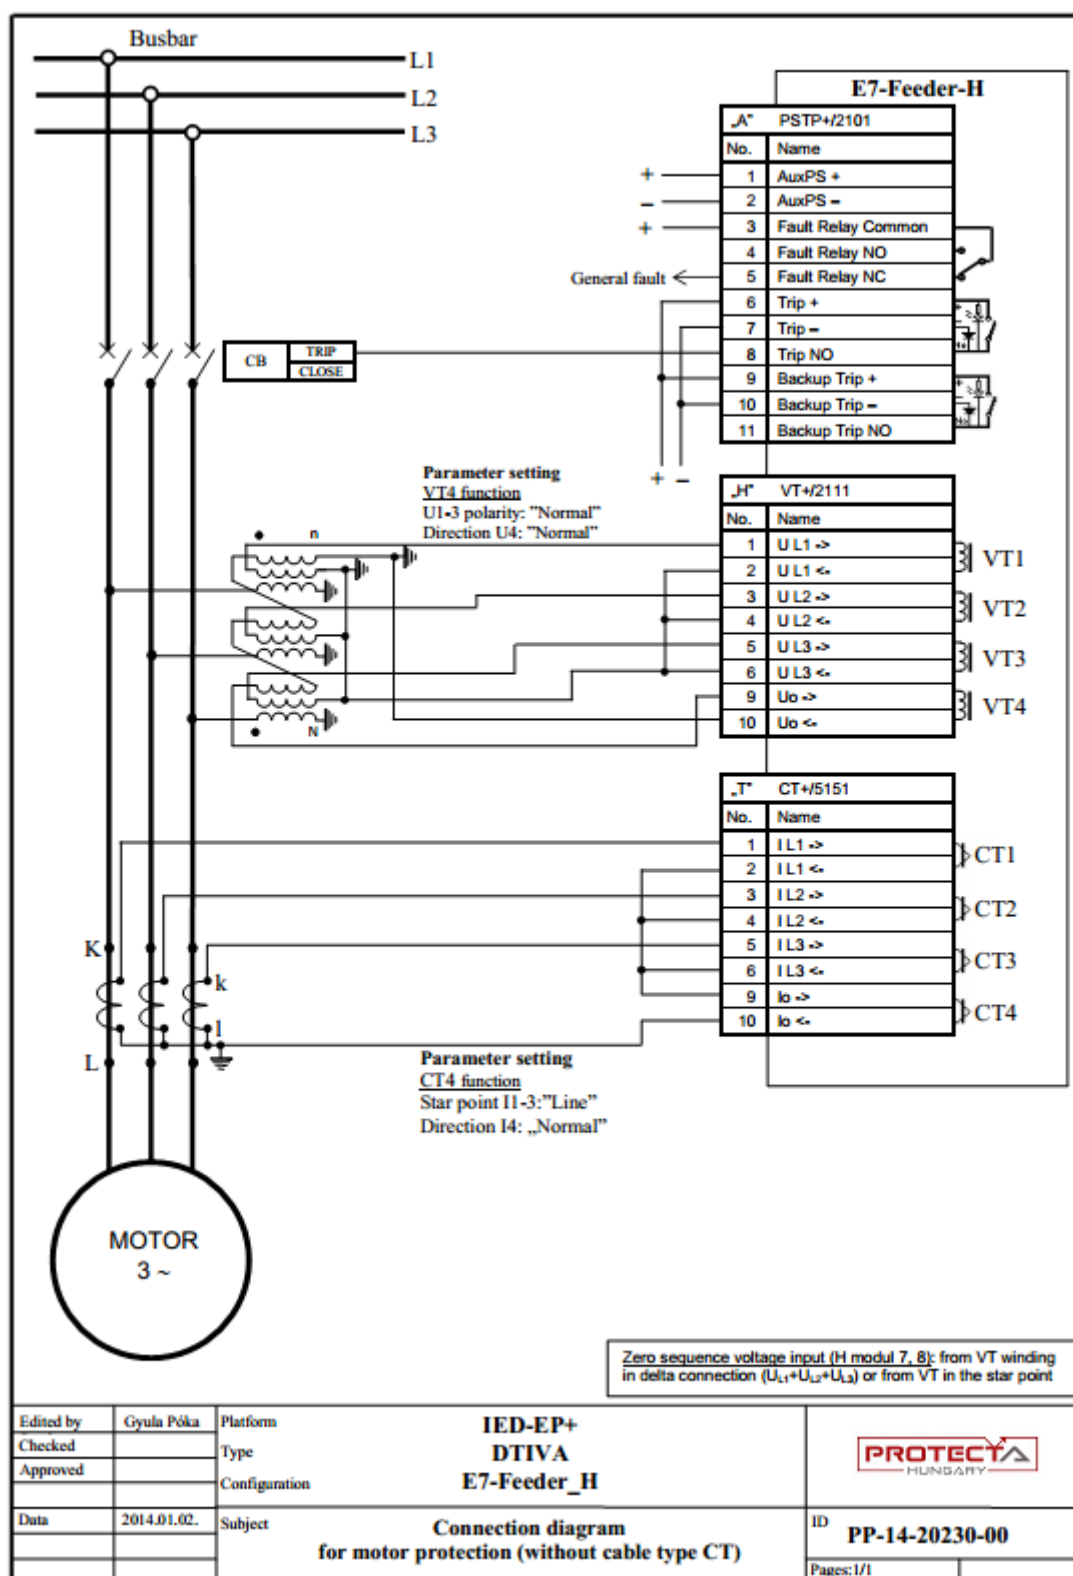 Busbar
L1
L2
L3
E7-Feeder-H
„A" PSTP+/2101
No. Name
1 AuxPS +
2 AuxPS –
3 Fault Relay Common
4 Fault Relay NO
5 Fault Relay NC
6 Trip +
7 Trip –
8 Trip NO
9 Backup Trip +
10 Backup Trip –
11 Backup Trip NO
+
–
+
General fault
CB TRIP
CLOSE
+ –
Parameter setting
VT4 function
U1-3 polarity: "Normal"
Direction U4: "Normal"
n
N
„H" VT+/2111
No. Name
1 U L1 ->
2 U L1 <-
3 U L2 ->
4 U L2 <-
5 U L3 ->
6 U L3 <-
9 Uo ->
10 Uo <-
VT1
VT2
VT3
VT4
„T" CT+/5151
No. Name
1 I L1 ->
2 I L1 <-
3 I L2 ->
4 I L2 <-
5 I L3 ->
6 I L3 <-
9 Io ->
10 Io <-
CT1
CT2
CT3
CT4
K
k
l
L
Parameter setting
CT4 function
Star point I1-3:"Line"
Direction I4: „Normal"
MOTOR
3 ~
Zero sequence voltage input (H modul 7, 8): from VT winding
in delta connection (UL1+UL2+UL3) or from VT in the star point
Edited by Gyula Póka
Checked
Approved
Data 2014.01.02.
Platform IED-EP+
Type DTIVA
Configuration E7-Feeder_H
Subject Connection diagram
for motor protection (without cable type CT)
PROTECTA
HUNGARY
ID PP-14-20230-00
Pages:1/1